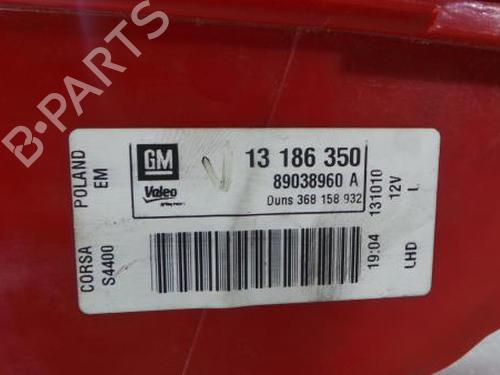 B-PARTS
GM
Valeo
13 186 350
89038960 A
Duns 368 158 932
CORSA POLAND
S4400 EM
19:04 131010
LHD 12V L